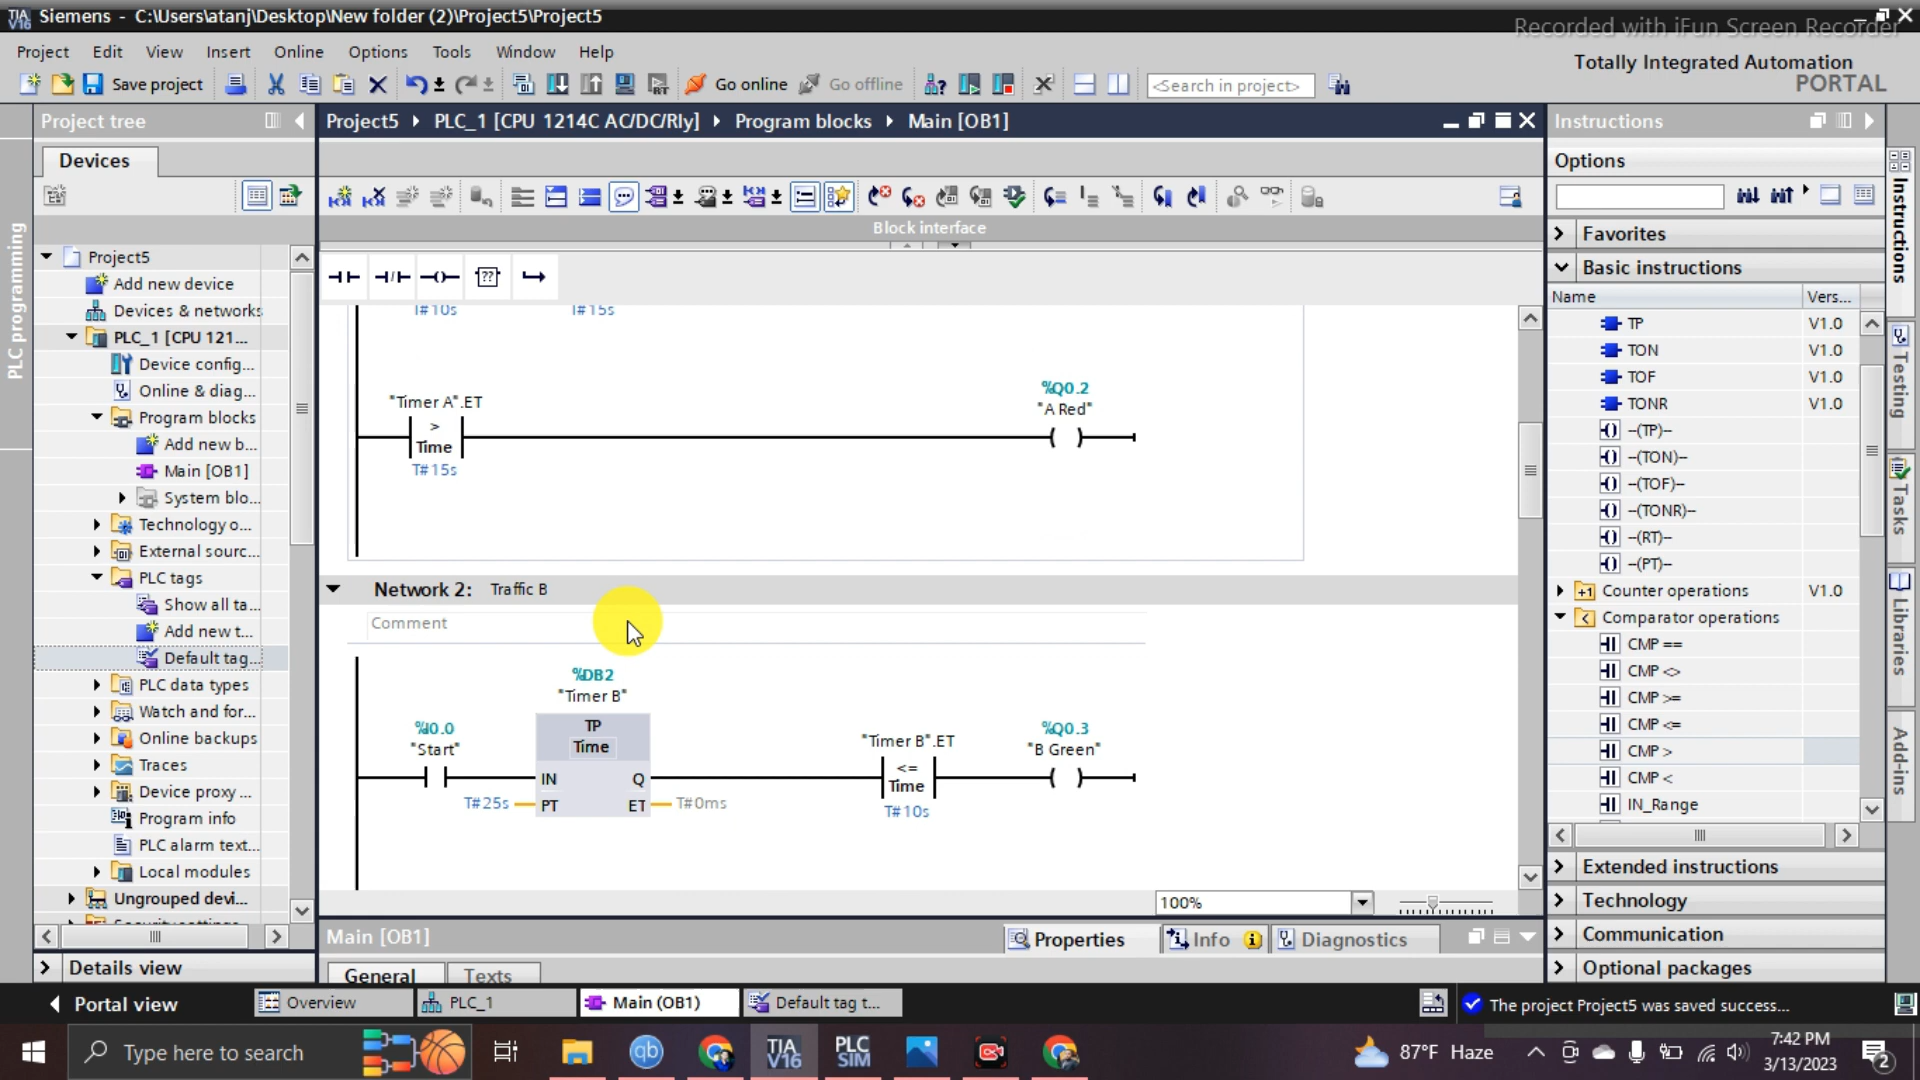 Siemens - C:\Users\atanj\Desktop\New folder (2)\Project5\Project5
Recorded with iFun Screen Recorder
Project Edit View Insert Online Options Tools Window Help
Totally Integrated Automation
PORTAL
Save project
Go online
Go offline
<Search in project>
Project tree
Project5 ▸ PLC_1 [CPU 1214C AC/DC/Rly] ▸ Program blocks ▸ Main [OB1]
Instructions
Devices
Options
Block interface
PLC programming
Project5
Add new device
Devices & networks
PLC_1 [CPU 121...
Device config...
Online & diag...
Program blocks
Add new b...
Main [OB1]
System blo...
Technology o...
External sourc...
PLC tags
Show all ta...
Add new t...
Default tag...
PLC data types
Watch and for...
Online backups
Traces
Device proxy ...
Program info
PLC alarm text...
Local modules
Ungrouped devi...
Details view
T#10s T#15s
"Timer A".ET
>
Time
T#15s
%Q0.2
"A Red"
Network 2: Traffic B
Comment
%DB2
"Timer B"
TP
Time
%I0.0
"Start"
IN Q
T#25s PT ET T#0ms
"Timer B".ET
<=
Time
T#10s
%Q0.3
"B Green"
100%
Main [OB1]
Properties
Info
Diagnostics
General
Texts
Favorites
Basic instructions
Name Vers...
TP V1.0
TON V1.0
TOF V1.0
TONR V1.0
–(TP)–
–(TON)–
–(TOF)–
–(TONR)–
–(RT)–
–(PT)–
Counter operations V1.0
Comparator operations
CMP ==
CMP <>
CMP >=
CMP <=
CMP >
CMP <
IN_Range
Extended instructions
Technology
Communication
Optional packages
Instructions
Testing
Tasks
Libraries
Add-ins
Portal view
Overview
PLC_1
Main (OB1)
Default tag t...
The project Project5 was saved success...
Type here to search
qb
TIA
V16
PLC
SIM
87°F Haze
7:42 PM
3/13/2023
2